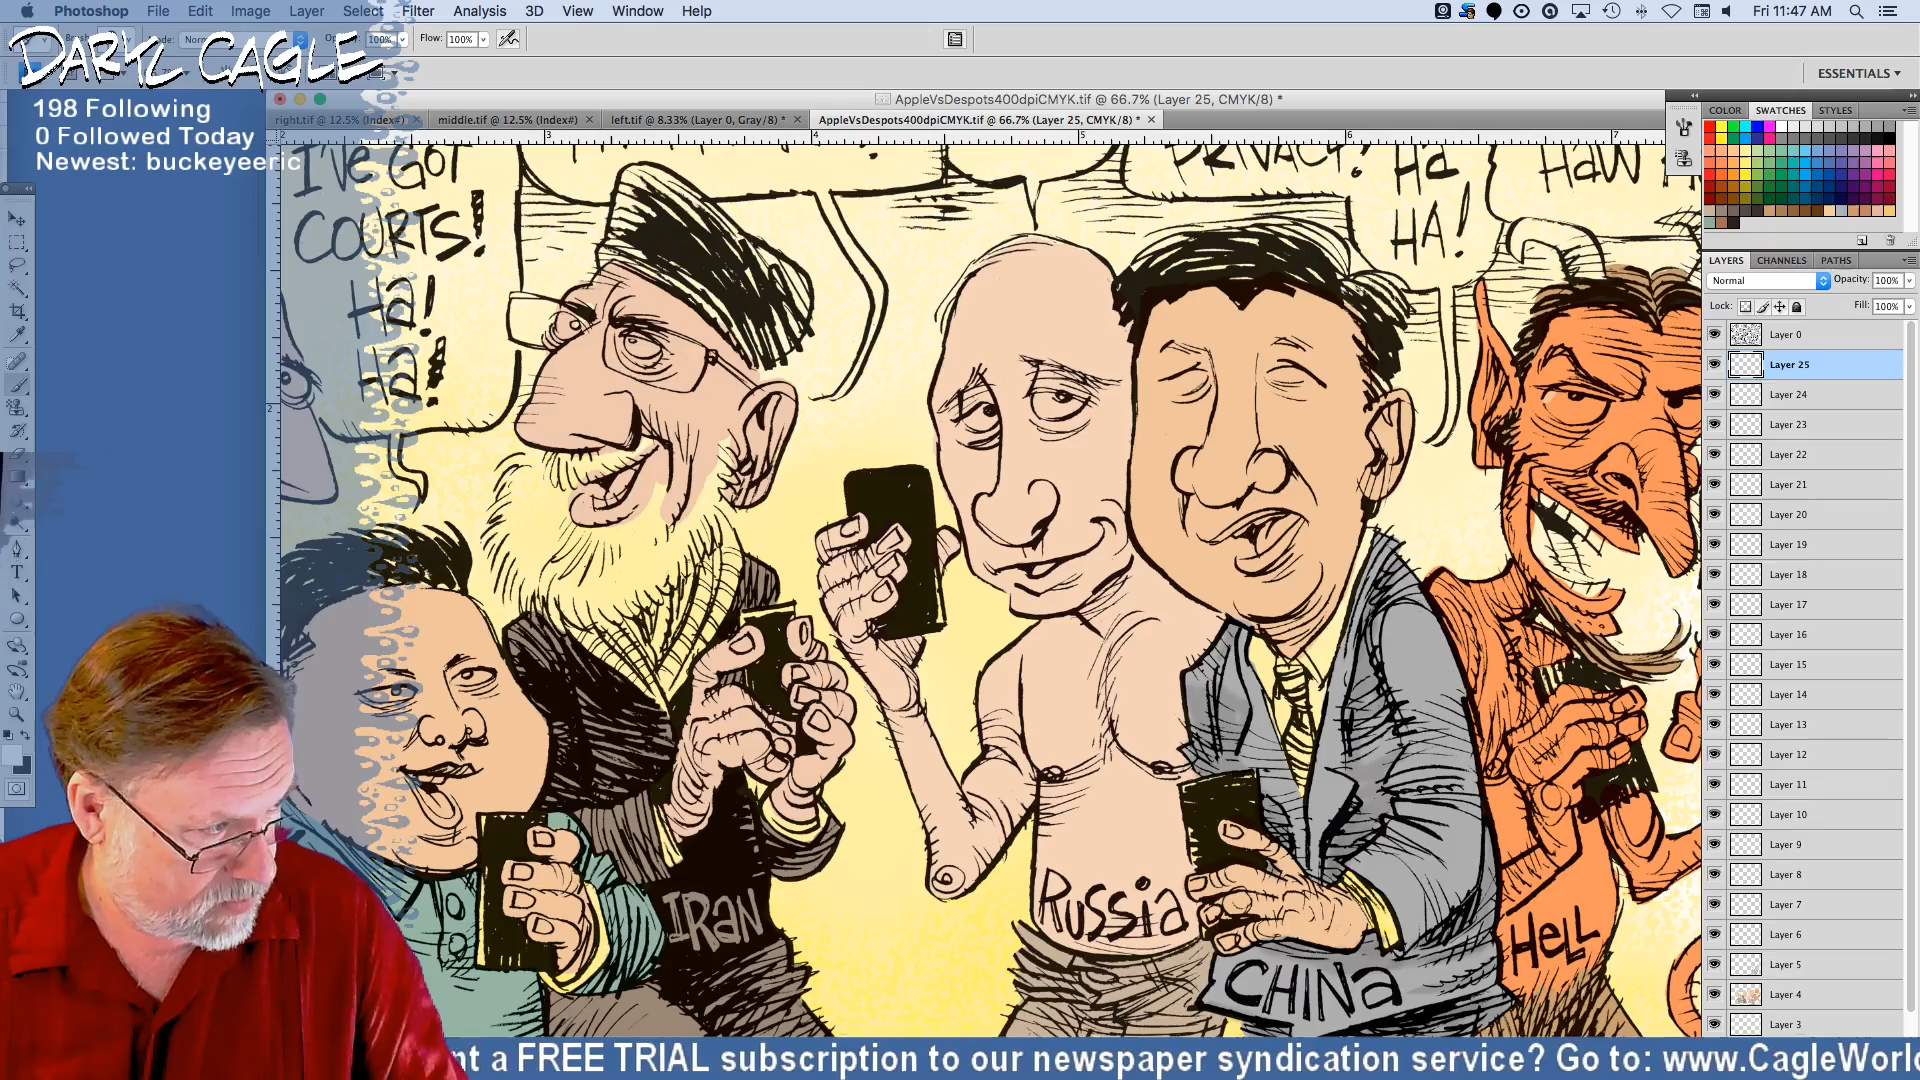 Photoshop File Edit Image Layer Select Filter Analysis 3D View Window Help
Fri 11:47 AM
DARYL CAGLE
Flow: 100%
100%
ESSENTIALS
198 Following
0 Followed Today
Newest: buckeyeeric
AppleVsDespots400dpiCMYK.tif @ 66.7% (Layer 25, CMYK/8) *
right.tif @ 12.5% (Index#)
middle.tif @ 12.5% (Index#)
left.tif @ 8.33% (Layer 0, Gray/8) *
AppleVsDespots400dpiCMYK.tif @ 66.7% (Layer 25, CMYK/8) *
2 3 4 5 6 7
COLOR SWATCHES STYLES
I'VE GOT
COURTS!
Ha!
Ha!
PRIVACY! Ha
HA!
HAW
LAYERS CHANNELS PATHS
Normal Opacity: 100%
Lock: Fill: 100%
Layer 0
Layer 25
Layer 24
Layer 23
Layer 22
Layer 21
Layer 20
Layer 19
Layer 18
Layer 17
Layer 16
Layer 15
Layer 14
Layer 13
Layer 12
Layer 11
Layer 10
Layer 9
Layer 8
Layer 7
Layer 6
Layer 5
Layer 4
Layer 3
IRAN
RUSSia
CHINa
HELL
nt a FREE TRIAL subscription to our newspaper syndication service? Go to: www.CagleWorl